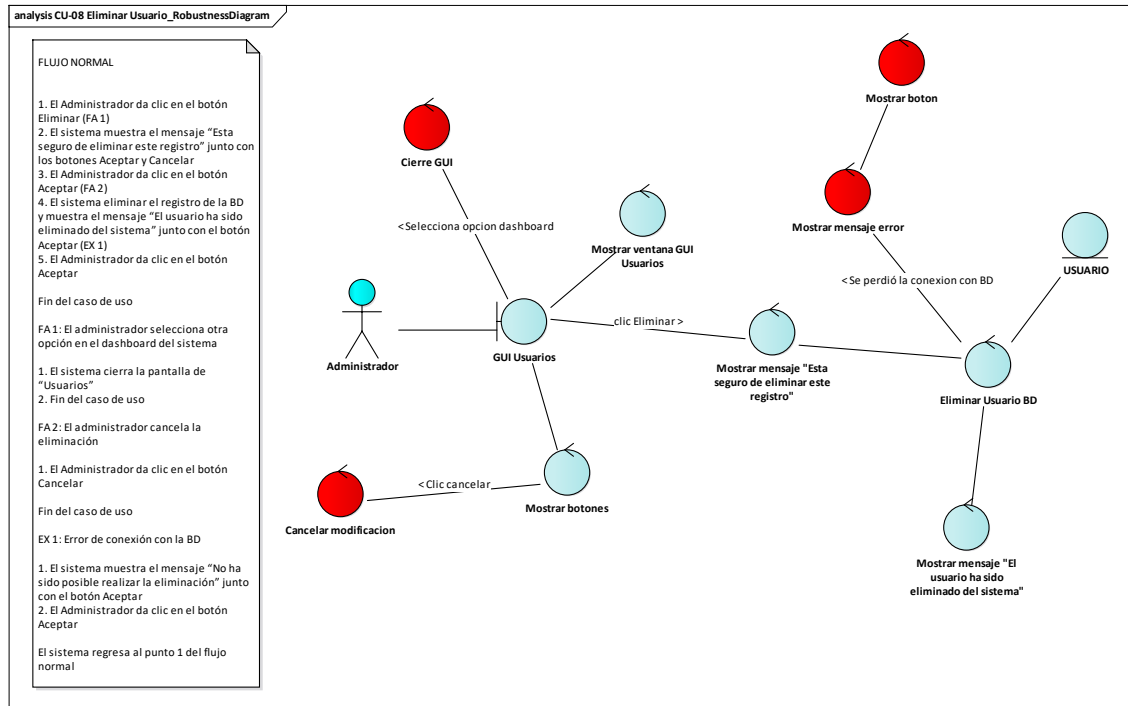 analysis CU-08 Eliminar Usuario_RobustnessDiagram
FLUJO NORMAL
1. El Administrador da clic en el botón
Eliminar (FA 1)
2. El sistema muestra el mensaje “Esta
seguro de eliminar este registro” junto con
los botones Aceptar y Cancelar
3. El Administrador da clic en el botón
Aceptar (FA 2)
4. El sistema eliminar el registro de la BD
y muestra el mensaje “El usuario ha sido
eliminado del sistema” junto con el botón
Aceptar (EX 1)
5. El Administrador da clic en el botón
Aceptar
Fin del caso de uso
FA 1: El administrador selecciona otra
opción en el dashboard del sistema
1. El sistema cierra la pantalla de
“Usuarios”
2. Fin del caso de uso
FA 2: El administrador cancela la
eliminación
1. El Administrador da clic en el botón
Cancelar
Fin del caso de uso
EX 1: Error de conexión con la BD
1. El sistema muestra el mensaje “No ha
sido posible realizar la eliminación” junto
con el botón Aceptar
2. El Administrador da clic en el botón
Aceptar
El sistema regresa al punto 1 del flujo
normal
Mostrar boton
Cierre GUI
Mostrar mensaje error
< Selecciona opcion dashboard
Mostrar ventana GUI
Usuarios
USUARIO
< Se perdió la conexion con BD
clic Eliminar >
GUI Usuarios
Administrador
Mostrar mensaje "Esta
seguro de eliminar este
registro"
Eliminar Usuario BD
< Clic cancelar
Mostrar botones
Cancelar modificacion
Mostrar mensaje "El
usuario ha sido
eliminado del sistema"